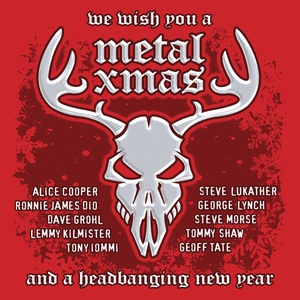 we wish you a
metal
xmas
ALICE COOPER
RONNIE JAMES DIO
DAVE GROHL
LEMMY KILMISTER
TONY IOMMI
STEVE LUKATHER
GEORGE LYNCH
STEVE MORSE
TOMMY SHAW
GEOFF TATE
and a headbanging new year